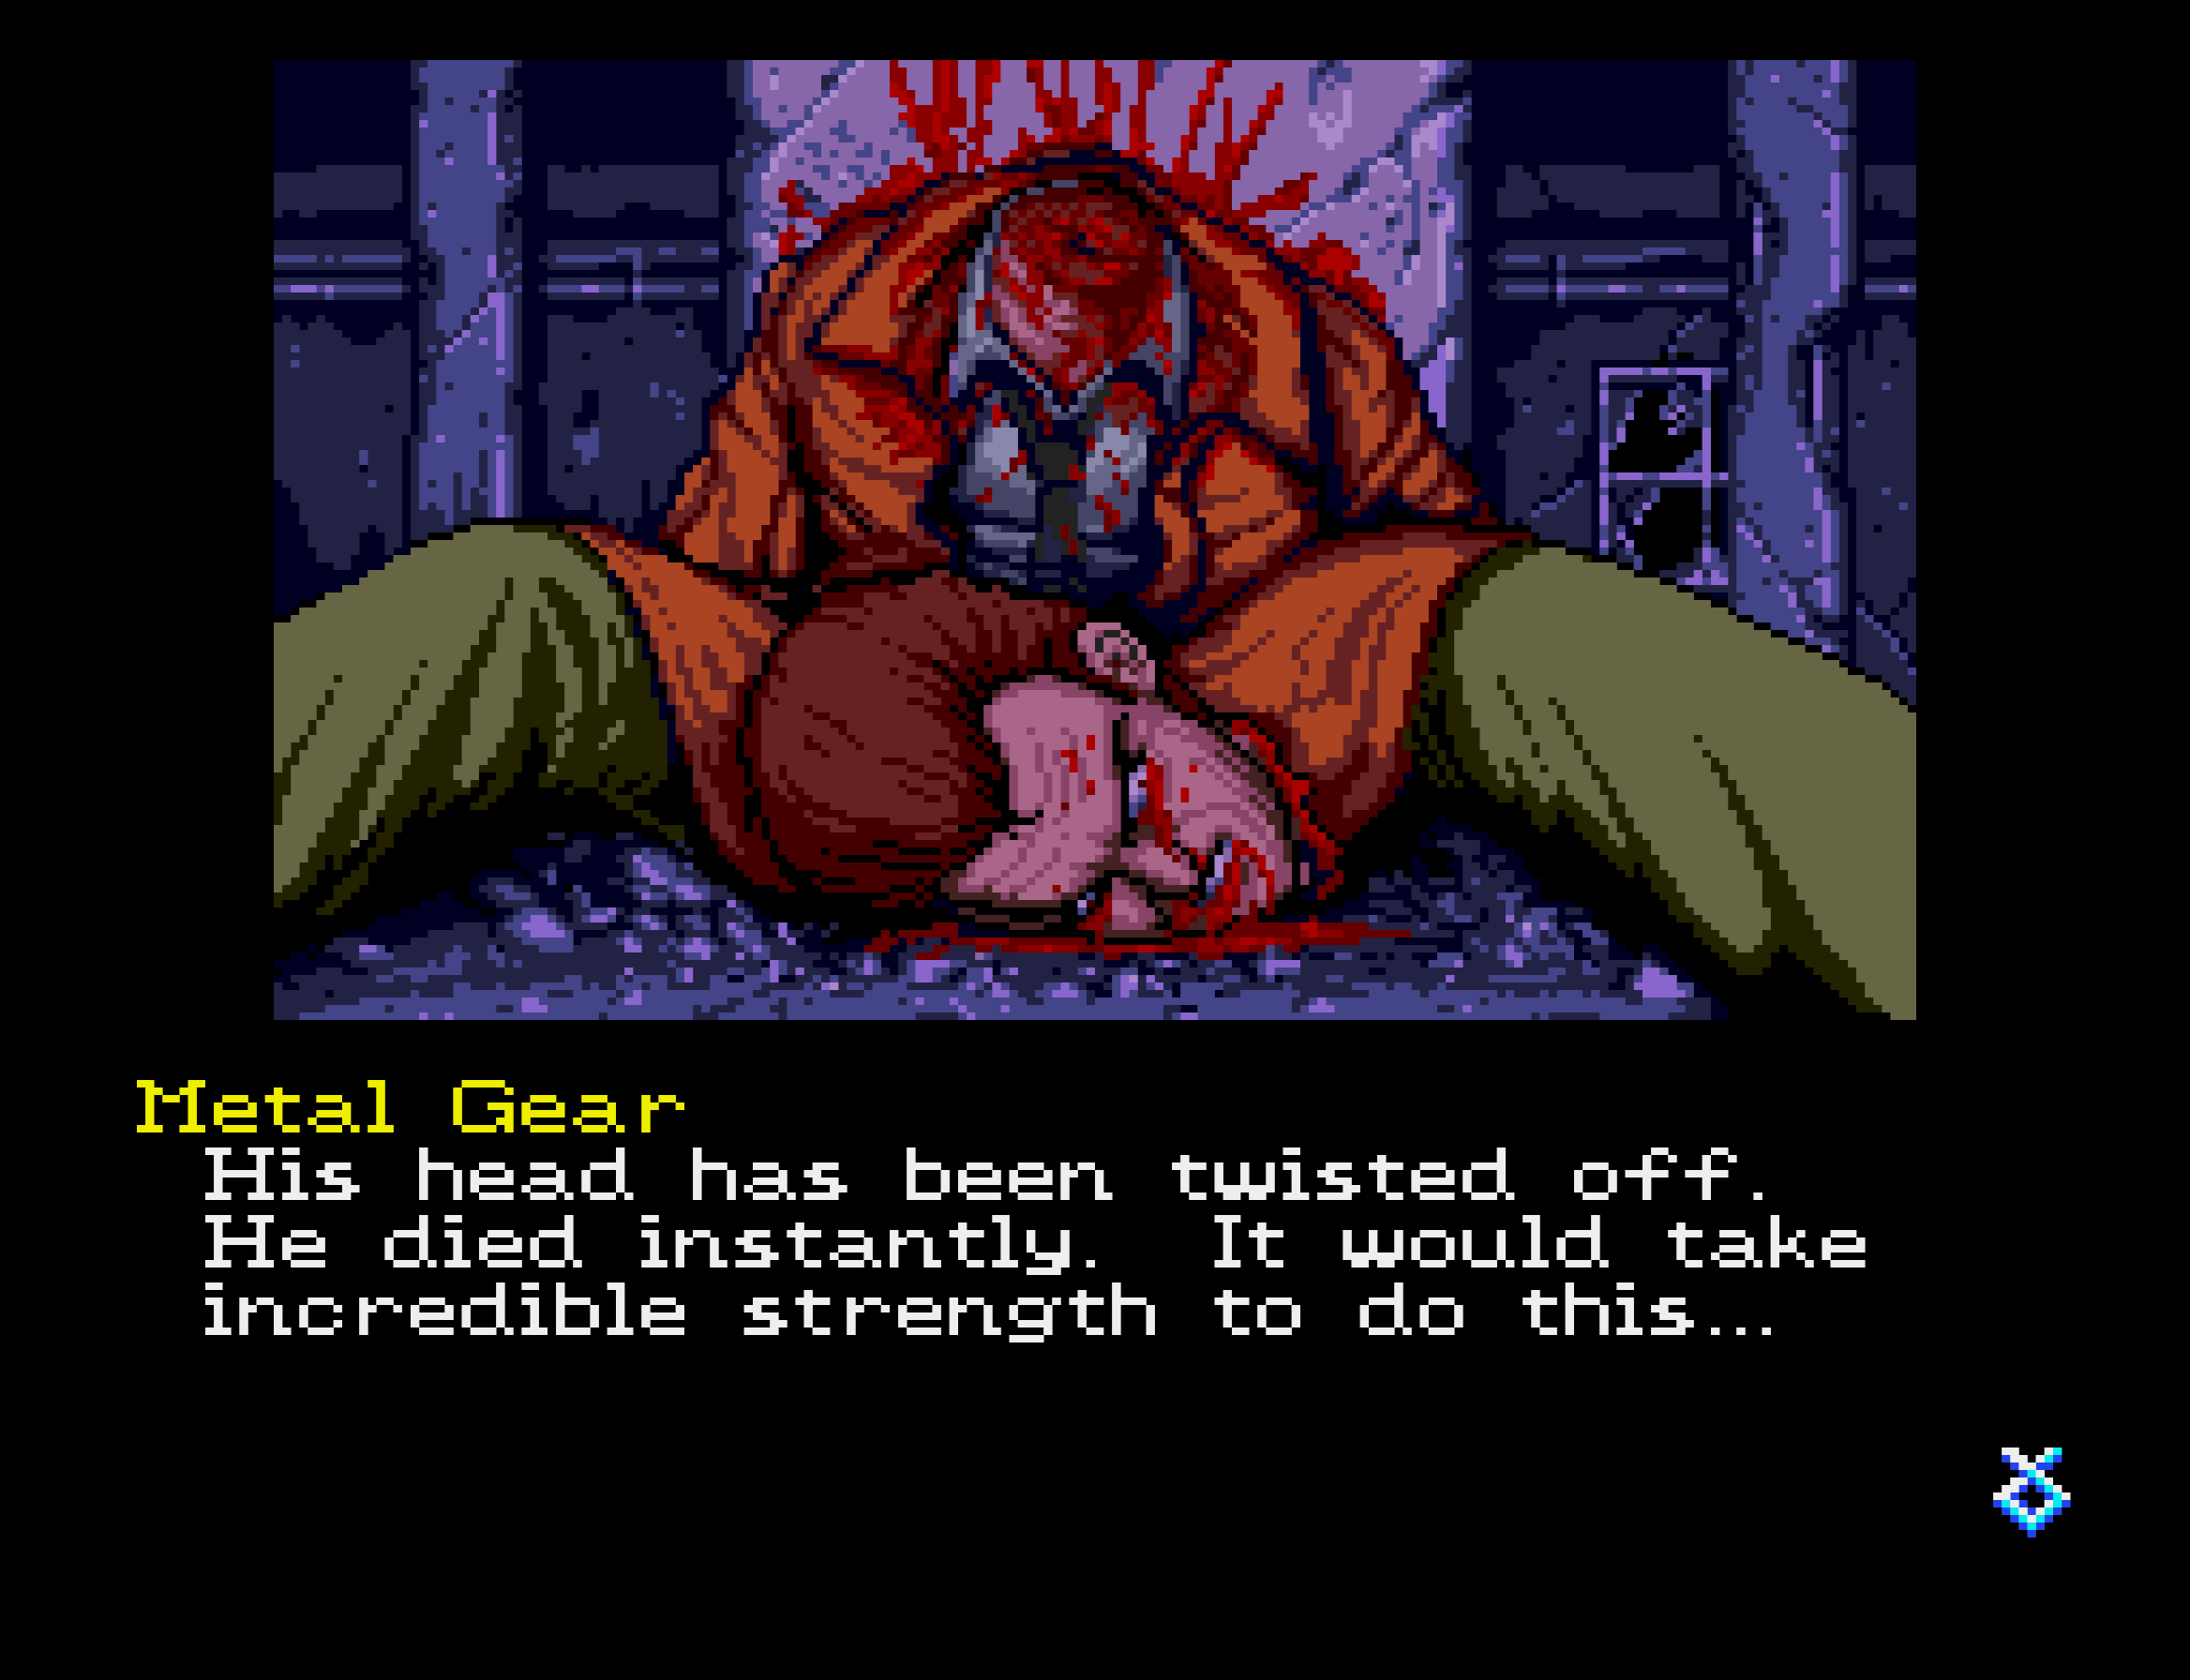 Metal Gear
His head has been twisted off.
He died instantly.  It would take
incredible strength to do this...